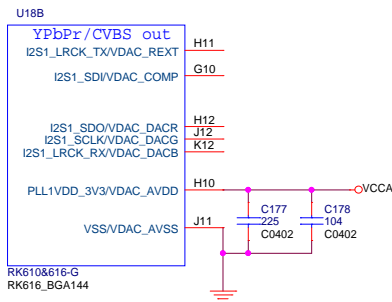 U18B
YPbPr/CVBS out
I2S1_LRCK_TX/VDAC_REXT H11
I2S1_SDI/VDAC_COMP G10
I2S1_SDO/VDAC_DACR H12
I2S1_SCLK/VDAC_DACG J12
I2S1_LRCK_RX/VDAC_DACB K12
PLL1VDD_3V3/VDAC_AVDD H10
VCCA
VSS/VDAC_AVSS J11
C177 C178
225 104
C0402 C0402
RK610&616-G
RK616_BGA144